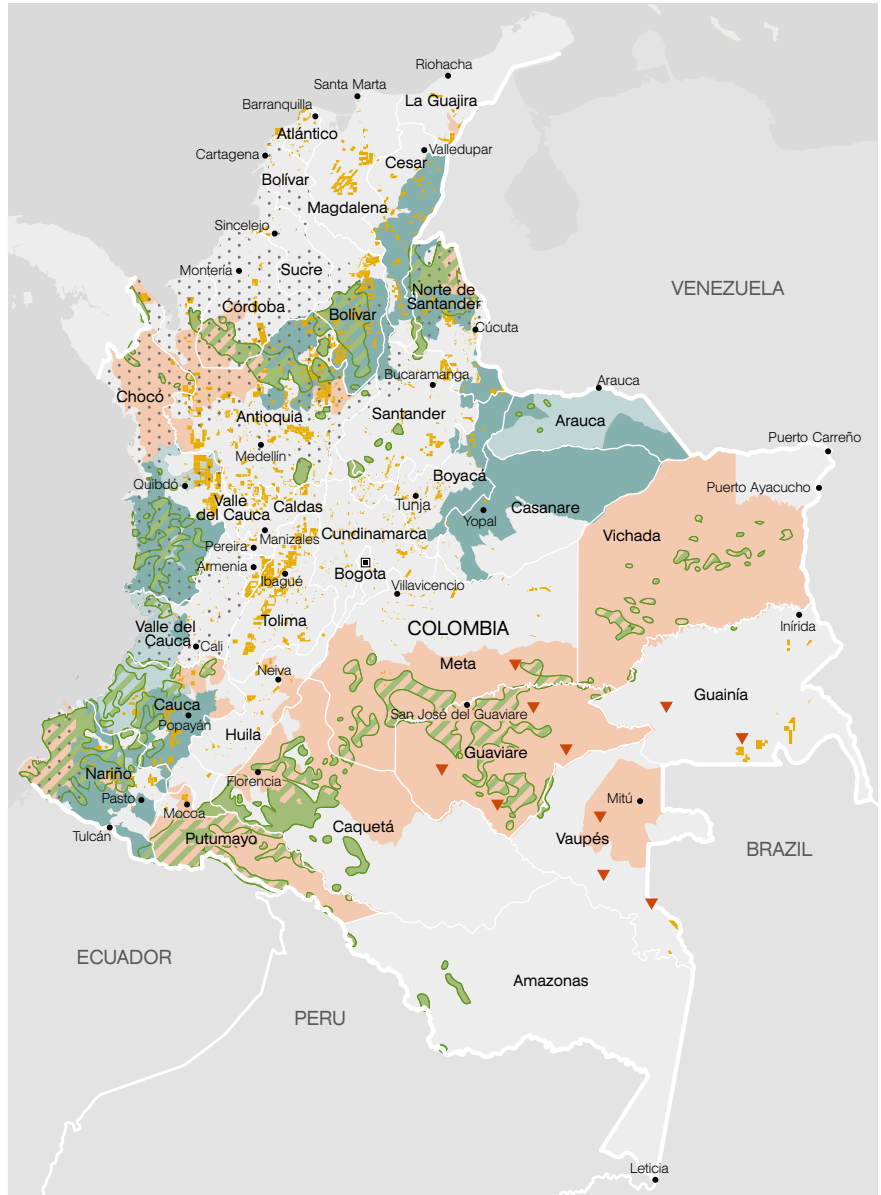 Riohacha
Santa Marta
La Guajira
Barranquilla
Atlántico
Cartagena
Valledupar
Cesar
Bolívar
Magdalena
Sincelejo
Montería
Sucre
VENEZUELA
Norte de
Santander
Córdoba
Bolívar
Cúcuta
Bucaramanga
Arauca
Chocó
Santander
Antioquia
Arauca
Puerto Carreño
Medellín
Boyacá
Quibdó
Puerto Ayacucho
Valle
del Cauca
Caldas
Tunja
Casanare
Yopal
Cundinamarca
Vichada
Manizales
Pereira
Armenia
Ibagué
Bogota
Villavicencio
Tolima
Inírida
Valle del
Cauca
Cali
COLOMBIA
Meta
Neiva
Guainía
Cauca
San José del Guaviare
Popayán
Huila
Guaviare
Nariño
Florencia
Pasto
Mocoa
Mitú
Tulcán
Putumayo
Caquetá
Vaupés
BRAZIL
ECUADOR
Amazonas
PERU
Leticia